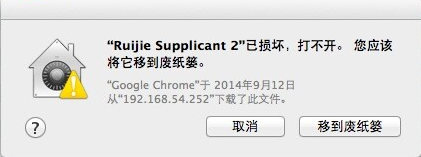 “Ruijie Supplicant 2”已损坏，打不开。 您应该
将它移到废纸篓。
“Google Chrome”于 2014年9月12日
从“192.168.54.252”下载了此文件。
?
取消
移到废纸篓